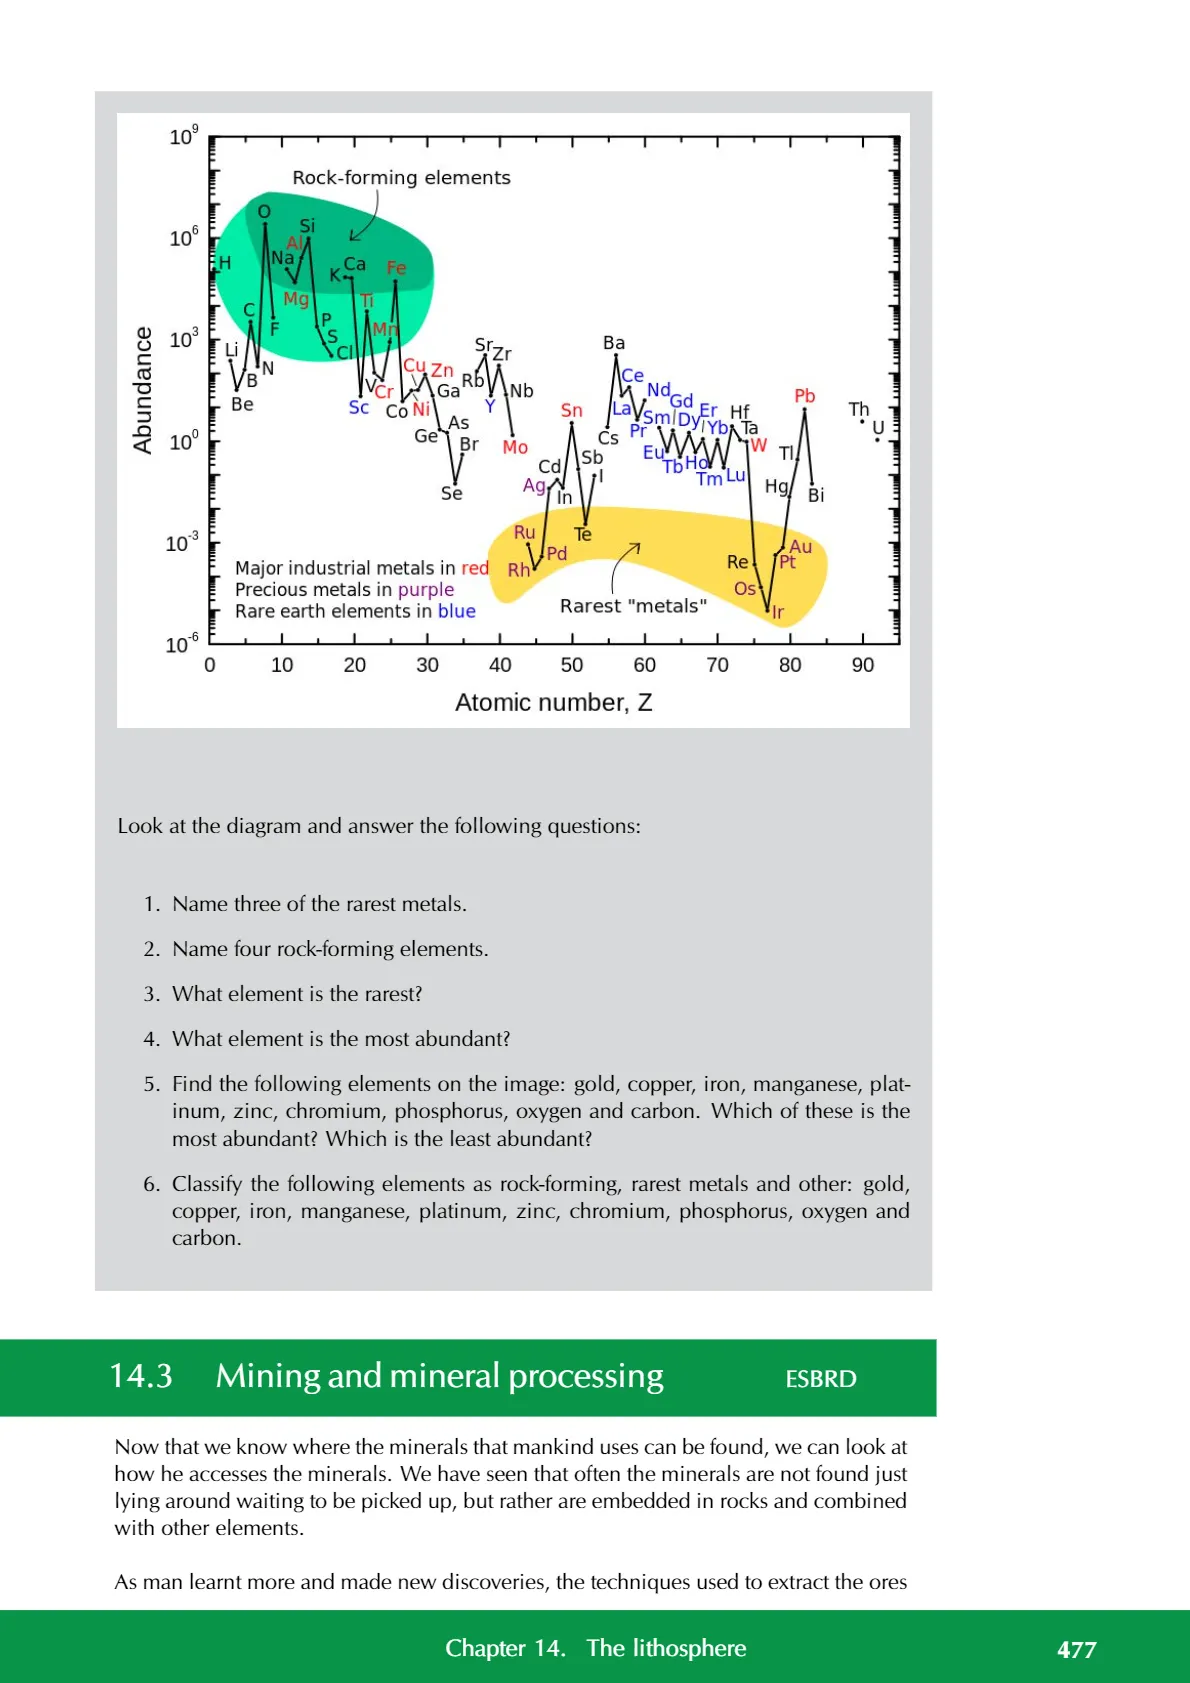 10^9
Rock-forming elements
O
Si
10^6
Al
H
Na
Ca
K
Fe
Mg
Ti
C
P
F
Mn
S
10^3
Cl
Li
Sr
Zr
Ba
N
Cu
Zn
Ce
B
V
Rb
Nd
Cr
Ga
Nb
Pb
Be
Sc
Co
Ni
Y
La
Gd
Er
Hf
Th
Sn
Sm
Dy
As
Pr
Yb
Ta
U
10^0
Ge
Br
Mo
Cs
W
Eu
Tl
Sb
Tb
Ho
Cd
I
Tm
Lu
Se
Ag
In
Hg
Bi
Ru
Te
10^-3
Pd
Au
Rh
Re
Pt
Major industrial metals in red
Precious metals in purple
Os
Rare earth elements in blue
Rarest "metals"
Ir
10^-6
0 10 20 30 40 50 60 70 80 90
Abundance
Atomic number, Z
Look at the diagram and answer the following questions:
1. Name three of the rarest metals.
2. Name four rock-forming elements.
3. What element is the rarest?
4. What element is the most abundant?
5. Find the following elements on the image: gold, copper, iron, manganese, plat-
inum, zinc, chromium, phosphorus, oxygen and carbon. Which of these is the
most abundant? Which is the least abundant?
6. Classify the following elements as rock-forming, rarest metals and other: gold,
copper, iron, manganese, platinum, zinc, chromium, phosphorus, oxygen and
carbon.
14.3 Mining and mineral processing ESBRD
Now that we know where the minerals that mankind uses can be found, we can look at
how he accesses the minerals. We have seen that often the minerals are not found just
lying around waiting to be picked up, but rather are embedded in rocks and combined
with other elements.
As man learnt more and made new discoveries, the techniques used to extract the ores
Chapter 14. The lithosphere 477